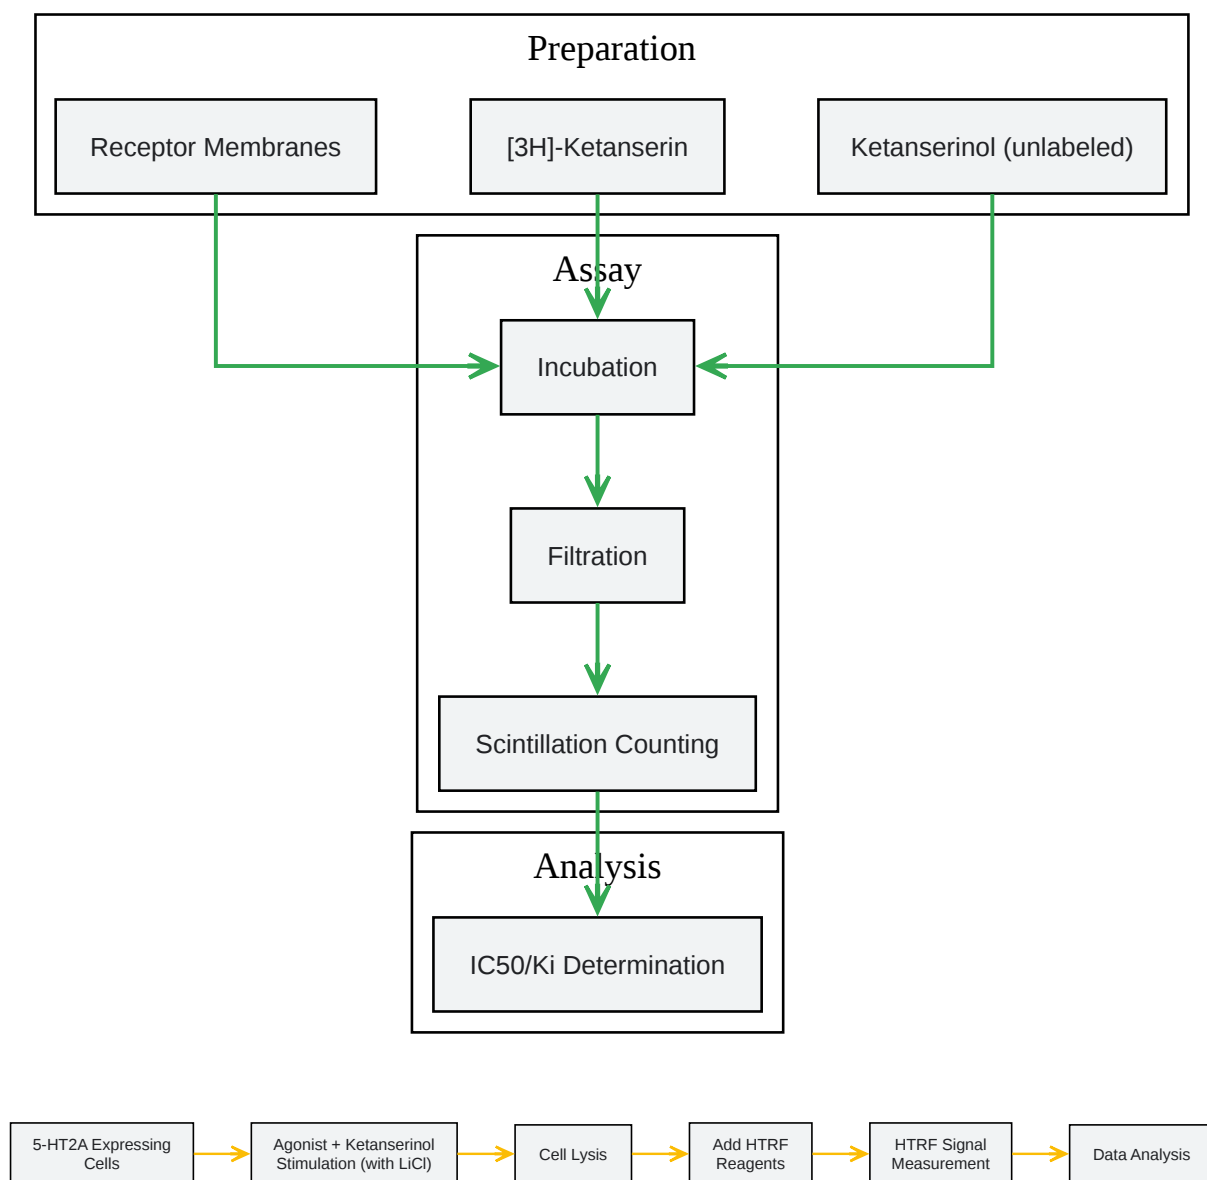 Preparation
Receptor Membranes
[3H]-Ketanserin
Ketanserinol (unlabeled)
Assay
Incubation
Filtration
Scintillation Counting
Analysis
IC50/Ki Determination
5-HT2A Expressing
Cells
Agonist + Ketanserinol
Stimulation (with LiCl)
Cell Lysis
Add HTRF
Reagents
HTRF Signal
Measurement
Data Analysis